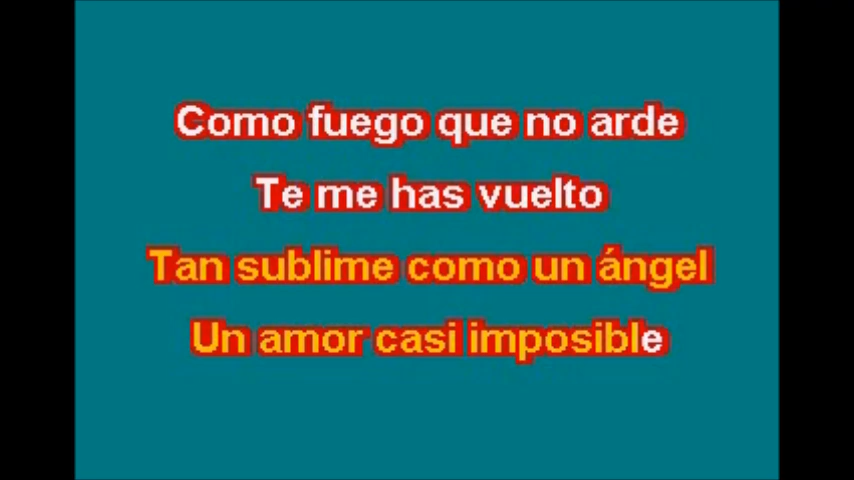 Como fuego que no arde
Te me has vuelto
Tan sublime como un ángel
Un amor casi imposible